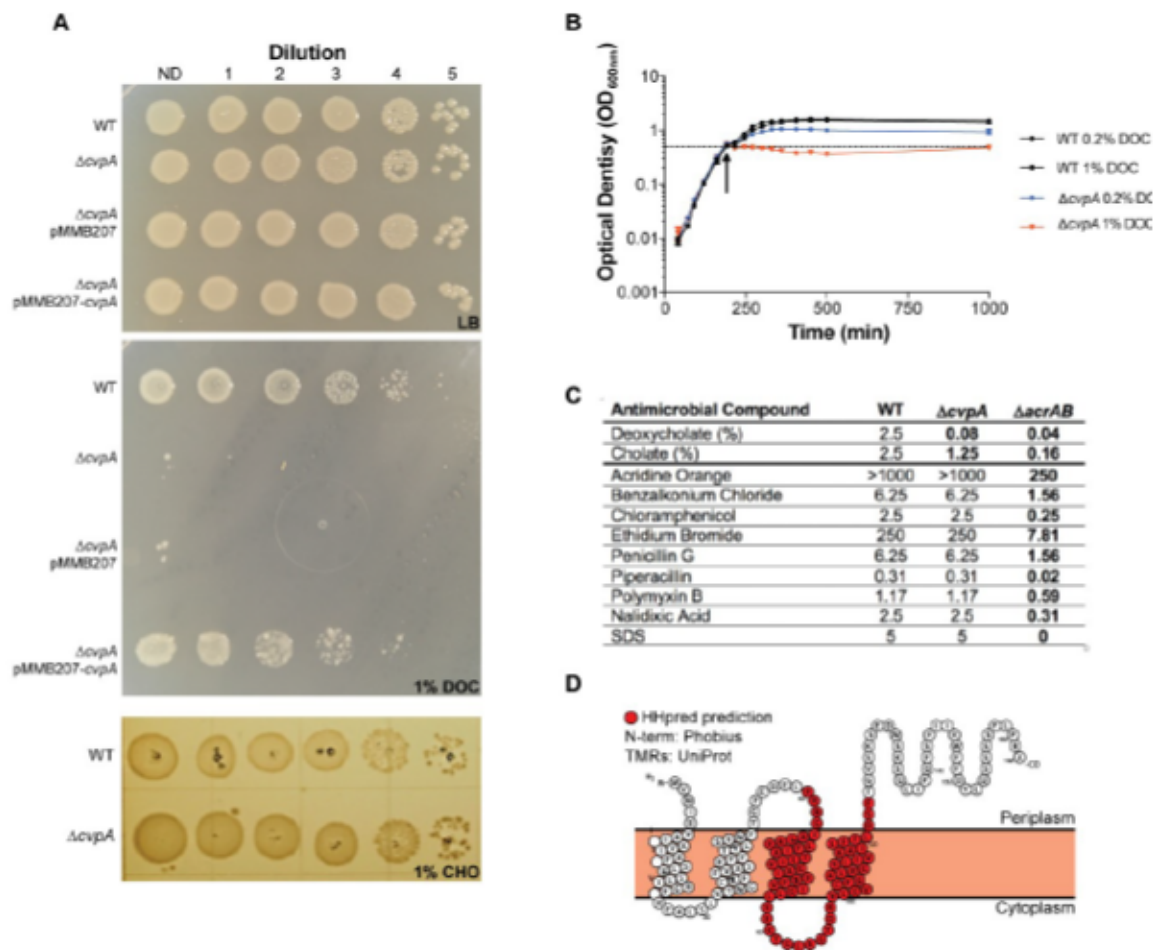 A
Dilution
ND 1 2 3 4 5
WT
ΔcvpA
ΔcvpA
pMMB207
ΔcvpA
pMMB207-cvpA
LB
WT
ΔcvpA
ΔcvpA
pMMB207
ΔcvpA
pMMB207-cvpA
1% DOC
WT
ΔcvpA
1% CHO
B
Optical Dentisy (OD600nm)
10
1
0.1
0.01
0.001
0 250 500 750 1000
Time (min)
WT 0.2% DOC
WT 1% DOC
ΔcvpA 0.2% DC
ΔcvpA 1% DOC
C
Antimicrobial Compound WT ΔcvpA ΔacrAB
Deoxycholate (%) 2.5 0.08 0.04
Cholate (%) 2.5 1.25 0.16
Acridine Orange >1000 >1000 250
Benzalkonium Chloride 6.25 6.25 1.56
Chloramphenicol 2.5 2.5 0.25
Ethidium Bromide 250 250 7.81
Penicillin G 6.25 6.25 1.56
Piperacillin 0.31 0.31 0.02
Polymyxin B 1.17 1.17 0.59
Nalidixic Acid 2.5 2.5 0.31
SDS 5 5 0
D
HHpred prediction
N-term: Phobius
TMRs: UniProt
Periplasm
Cytoplasm